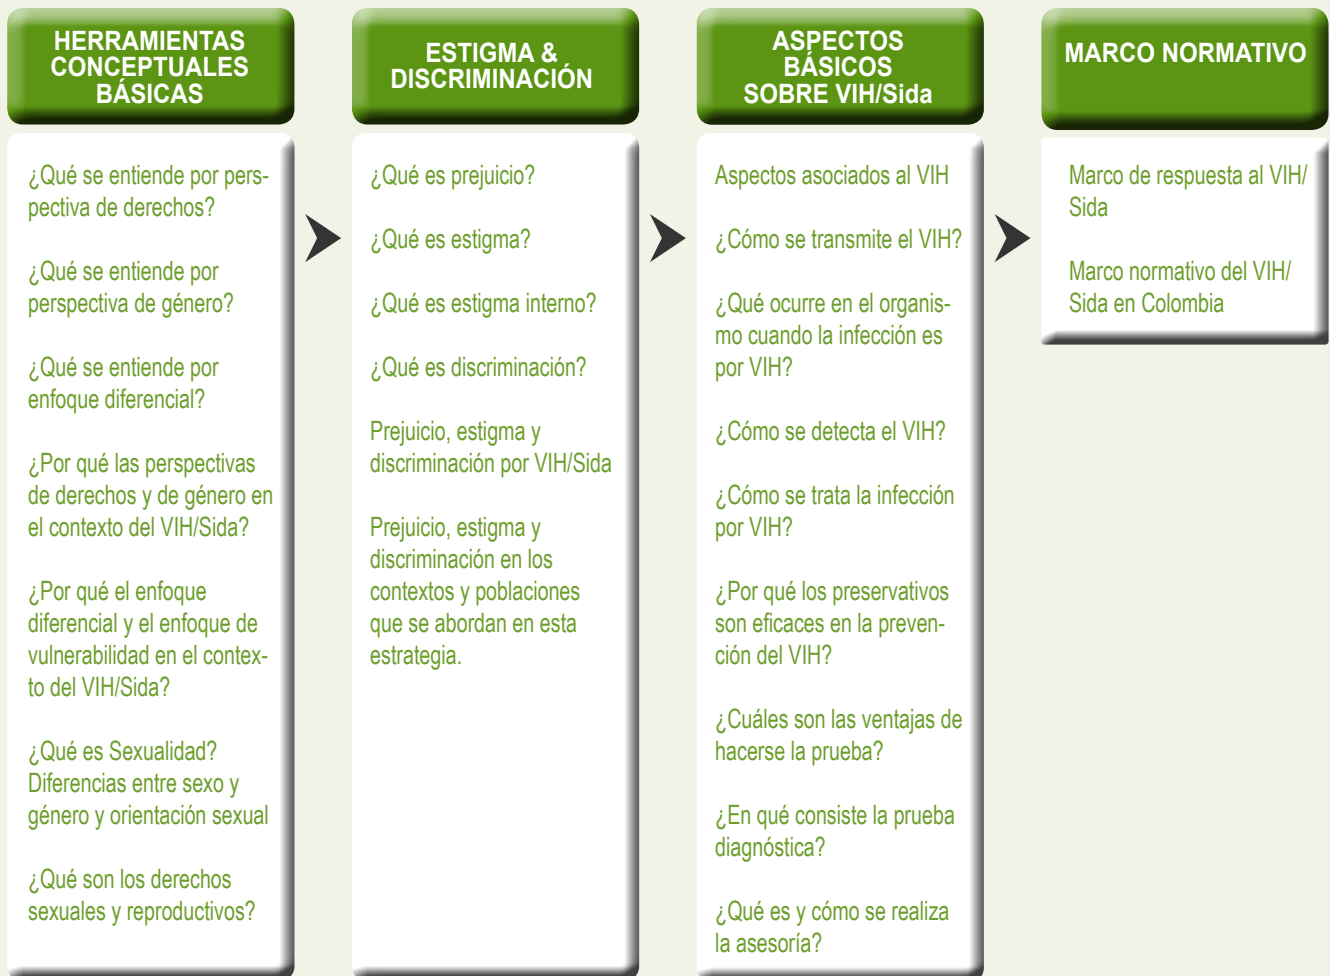 HERRAMIENTAS
CONCEPTUALES
BÁSICAS
¿Qué se entiende por pers-
pectiva de derechos?
¿Qué se entiende por
perspectiva de género?
¿Qué se entiende por
enfoque diferencial?
¿Por qué las perspectivas
de derechos y de género en
el contexto del VIH/Sida?
¿Por qué el enfoque
diferencial y el enfoque de
vulnerabilidad en el contex-
to del VIH/Sida?
¿Qué es Sexualidad?
Diferencias entre sexo y
género y orientación sexual
¿Qué son los derechos
sexuales y reproductivos?
ESTIGMA &
DISCRIMINACIÓN
¿Qué es prejuicio?
¿Qué es estigma?
¿Qué es estigma interno?
¿Qué es discriminación?
Prejuicio, estigma y
discriminación por VIH/Sida
Prejuicio, estigma y
discriminación en los
contextos y poblaciones
que se abordan en esta
estrategia.
ASPECTOS
BÁSICOS
SOBRE VIH/Sida
Aspectos asociados al VIH
¿Cómo se transmite el VIH?
¿Qué ocurre en el organis-
mo cuando la infección es
por VIH?
¿Cómo se detecta el VIH?
¿Cómo se trata la infección
por VIH?
¿Por qué los preservativos
son eficaces en la preven-
ción del VIH?
¿Cuáles son las ventajas de
hacerse la prueba?
¿En qué consiste la prueba
diagnóstica?
¿Qué es y cómo se realiza
la asesoría?
MARCO NORMATIVO
Marco de respuesta al VIH/
Sida
Marco normativo del VIH/
Sida en Colombia